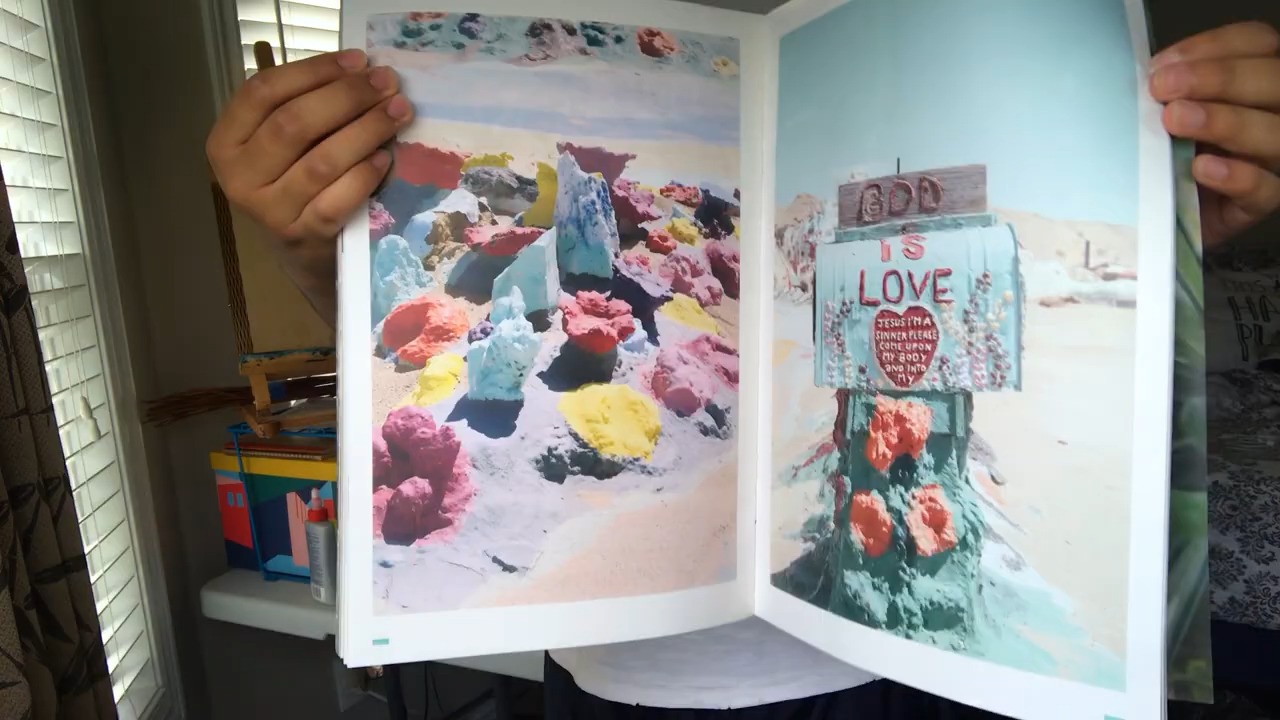 GOD
IS
LOVE
JESUS I'M A
SINNER PLEASE
COME UPON
MY BODY
AND INTO
MY